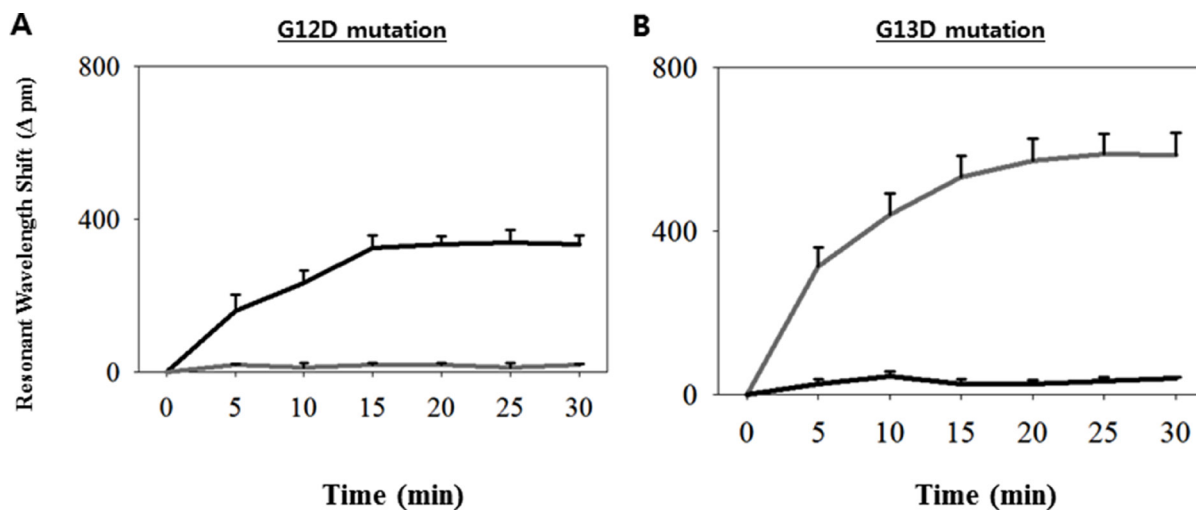 A
G12D mutation
Resonant Wavelength Shift (Δ pm)
800
400
0
0 5 10 15 20 25 30
Time (min)
B
G13D mutation
800
400
0
0 5 10 15 20 25 30
Time (min)